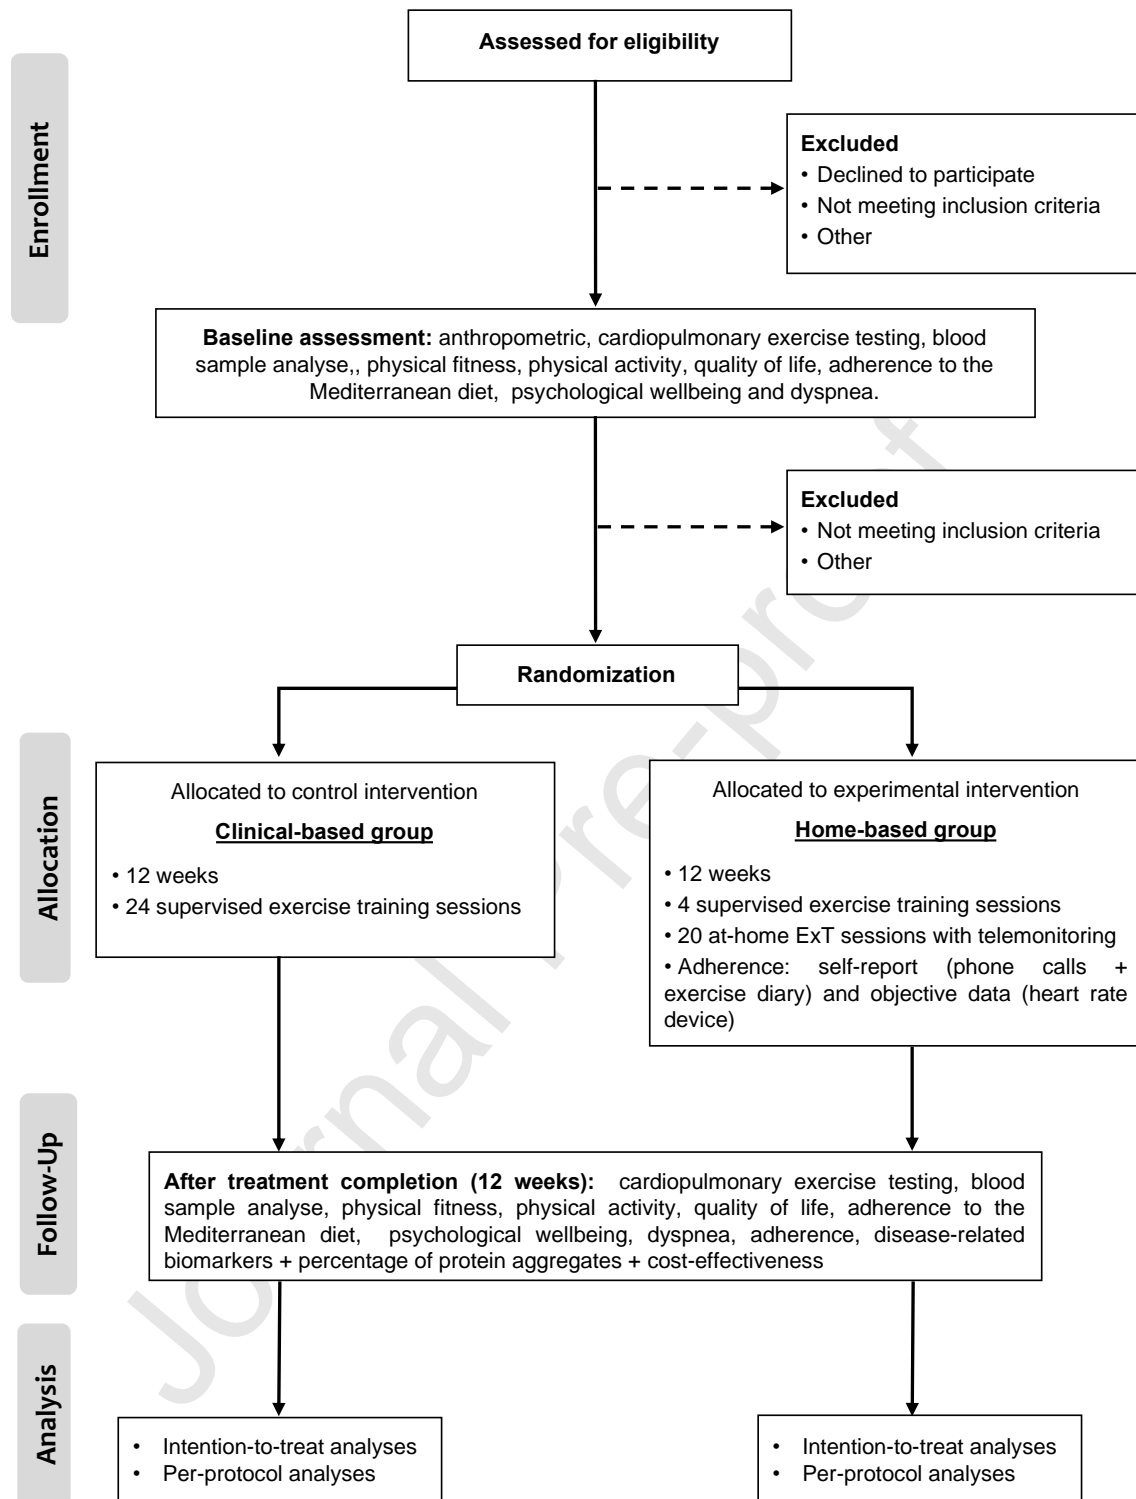 Assessed for eligibility
Enrollment
Excluded
• Declined to participate
• Not meeting inclusion criteria
• Other
Baseline assessment: anthropometric, cardiopulmonary exercise testing, blood
sample analyse,, physical fitness, physical activity, quality of life, adherence to the
Mediterranean diet, psychological wellbeing and dyspnea.
Excluded
• Not meeting inclusion criteria
• Other
Randomization
Allocation
Allocated to control intervention
Clinical-based group
• 12 weeks
• 24 supervised exercise training sessions
Allocated to experimental intervention
Home-based group
• 12 weeks
• 4 supervised exercise training sessions
• 20 at-home ExT sessions with telemonitoring
• Adherence: self-report (phone calls +
exercise diary) and objective data (heart rate
device)
Follow-Up
After treatment completion (12 weeks): cardiopulmonary exercise testing, blood
sample analyse, physical fitness, physical activity, quality of life, adherence to the
Mediterranean diet, psychological wellbeing, dyspnea, adherence, disease-related
biomarkers + percentage of protein aggregates + cost-effectiveness
Analysis
• Intention-to-treat analyses
• Per-protocol analyses
• Intention-to-treat analyses
• Per-protocol analyses
Journal Pre-proof